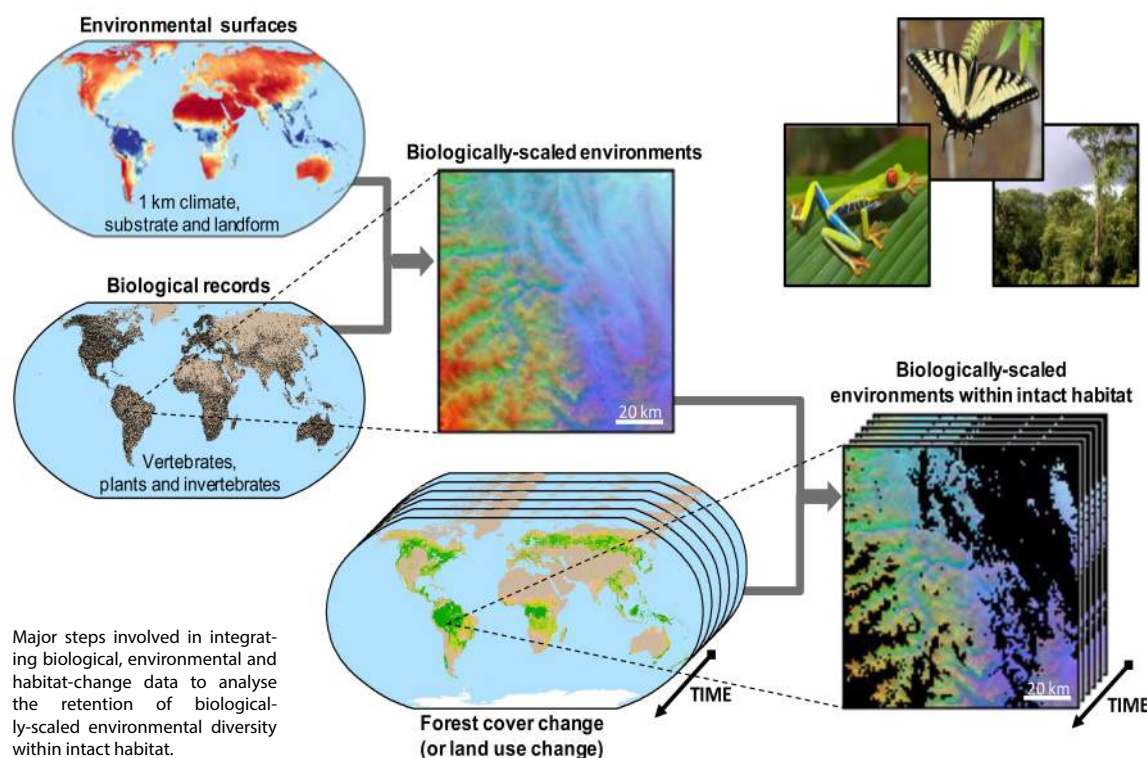 Environmental surfaces
1 km climate,
substrate and landform
Biological records
Vertebrates,
plants and invertebrates
Biologically-scaled environments
20 km
Biologically-scaled
environments within intact habitat
20 km
TIME
TIME
Forest cover change
(or land use change)
Major steps involved in integrat-
ing biological, environmental and
habitat-change data to analyse
the retention of biological-
ly-scaled environmental diversity
within intact habitat.